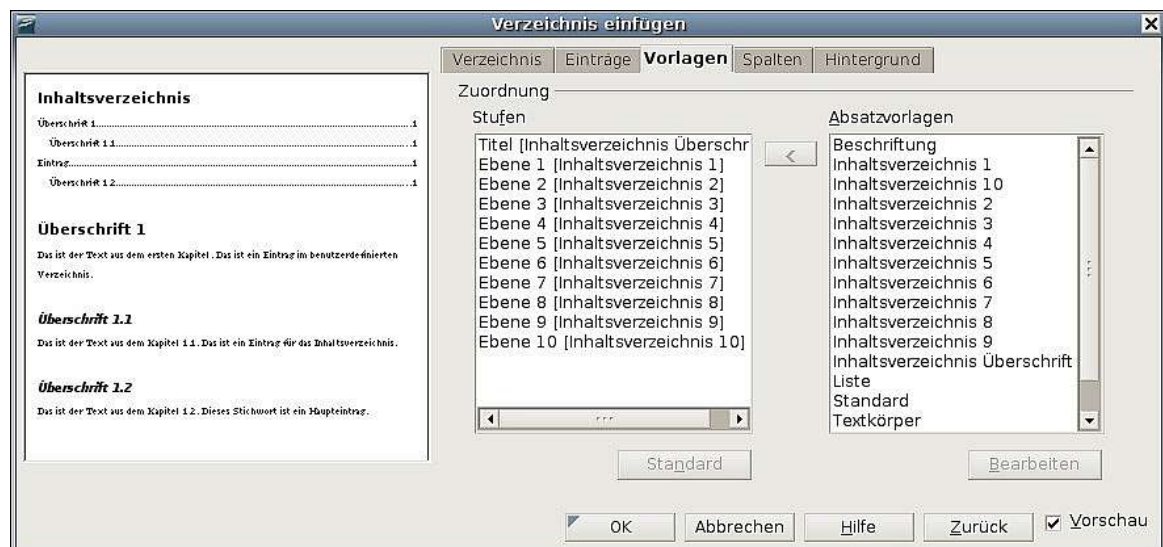 Verzeichnis einfügen
Verzeichnis Einträge Vorlagen Spalten Hintergrund
Inhaltsverzeichnis
Überschrift 1.......1
Überschrift 1.1.......1
Eintrag.......1
Überschrift 1.2.......1
Überschrift 1
Das ist der Text aus dem ersten Kapitel. Das ist ein Eintrag im benutzerdefinierten
Verzeichnis.
Überschrift 1.1
Das ist der Text aus dem Kapitel 1.1. Das ist ein Eintrag für das Inhaltsverzeichnis.
Überschrift 1.2
Das ist der Text aus dem Kapitel 1.2. Dieses Stichwort ist ein Haupteintrag.
Zuordnung
Stufen
Titel [Inhaltsverzeichnis Überschr
Ebene 1 [Inhaltsverzeichnis 1]
Ebene 2 [Inhaltsverzeichnis 2]
Ebene 3 [Inhaltsverzeichnis 3]
Ebene 4 [Inhaltsverzeichnis 4]
Ebene 5 [Inhaltsverzeichnis 5]
Ebene 6 [Inhaltsverzeichnis 6]
Ebene 7 [Inhaltsverzeichnis 7]
Ebene 8 [Inhaltsverzeichnis 8]
Ebene 9 [Inhaltsverzeichnis 9]
Ebene 10 [Inhaltsverzeichnis 10]
Standard
<
Absatzvorlagen
Beschriftung
Inhaltsverzeichnis 1
Inhaltsverzeichnis 10
Inhaltsverzeichnis 2
Inhaltsverzeichnis 3
Inhaltsverzeichnis 4
Inhaltsverzeichnis 5
Inhaltsverzeichnis 6
Inhaltsverzeichnis 7
Inhaltsverzeichnis 8
Inhaltsverzeichnis 9
Inhaltsverzeichnis Überschrift
Liste
Standard
Textkörper
Bearbeiten
OK Abbrechen Hilfe Zurück Vorschau